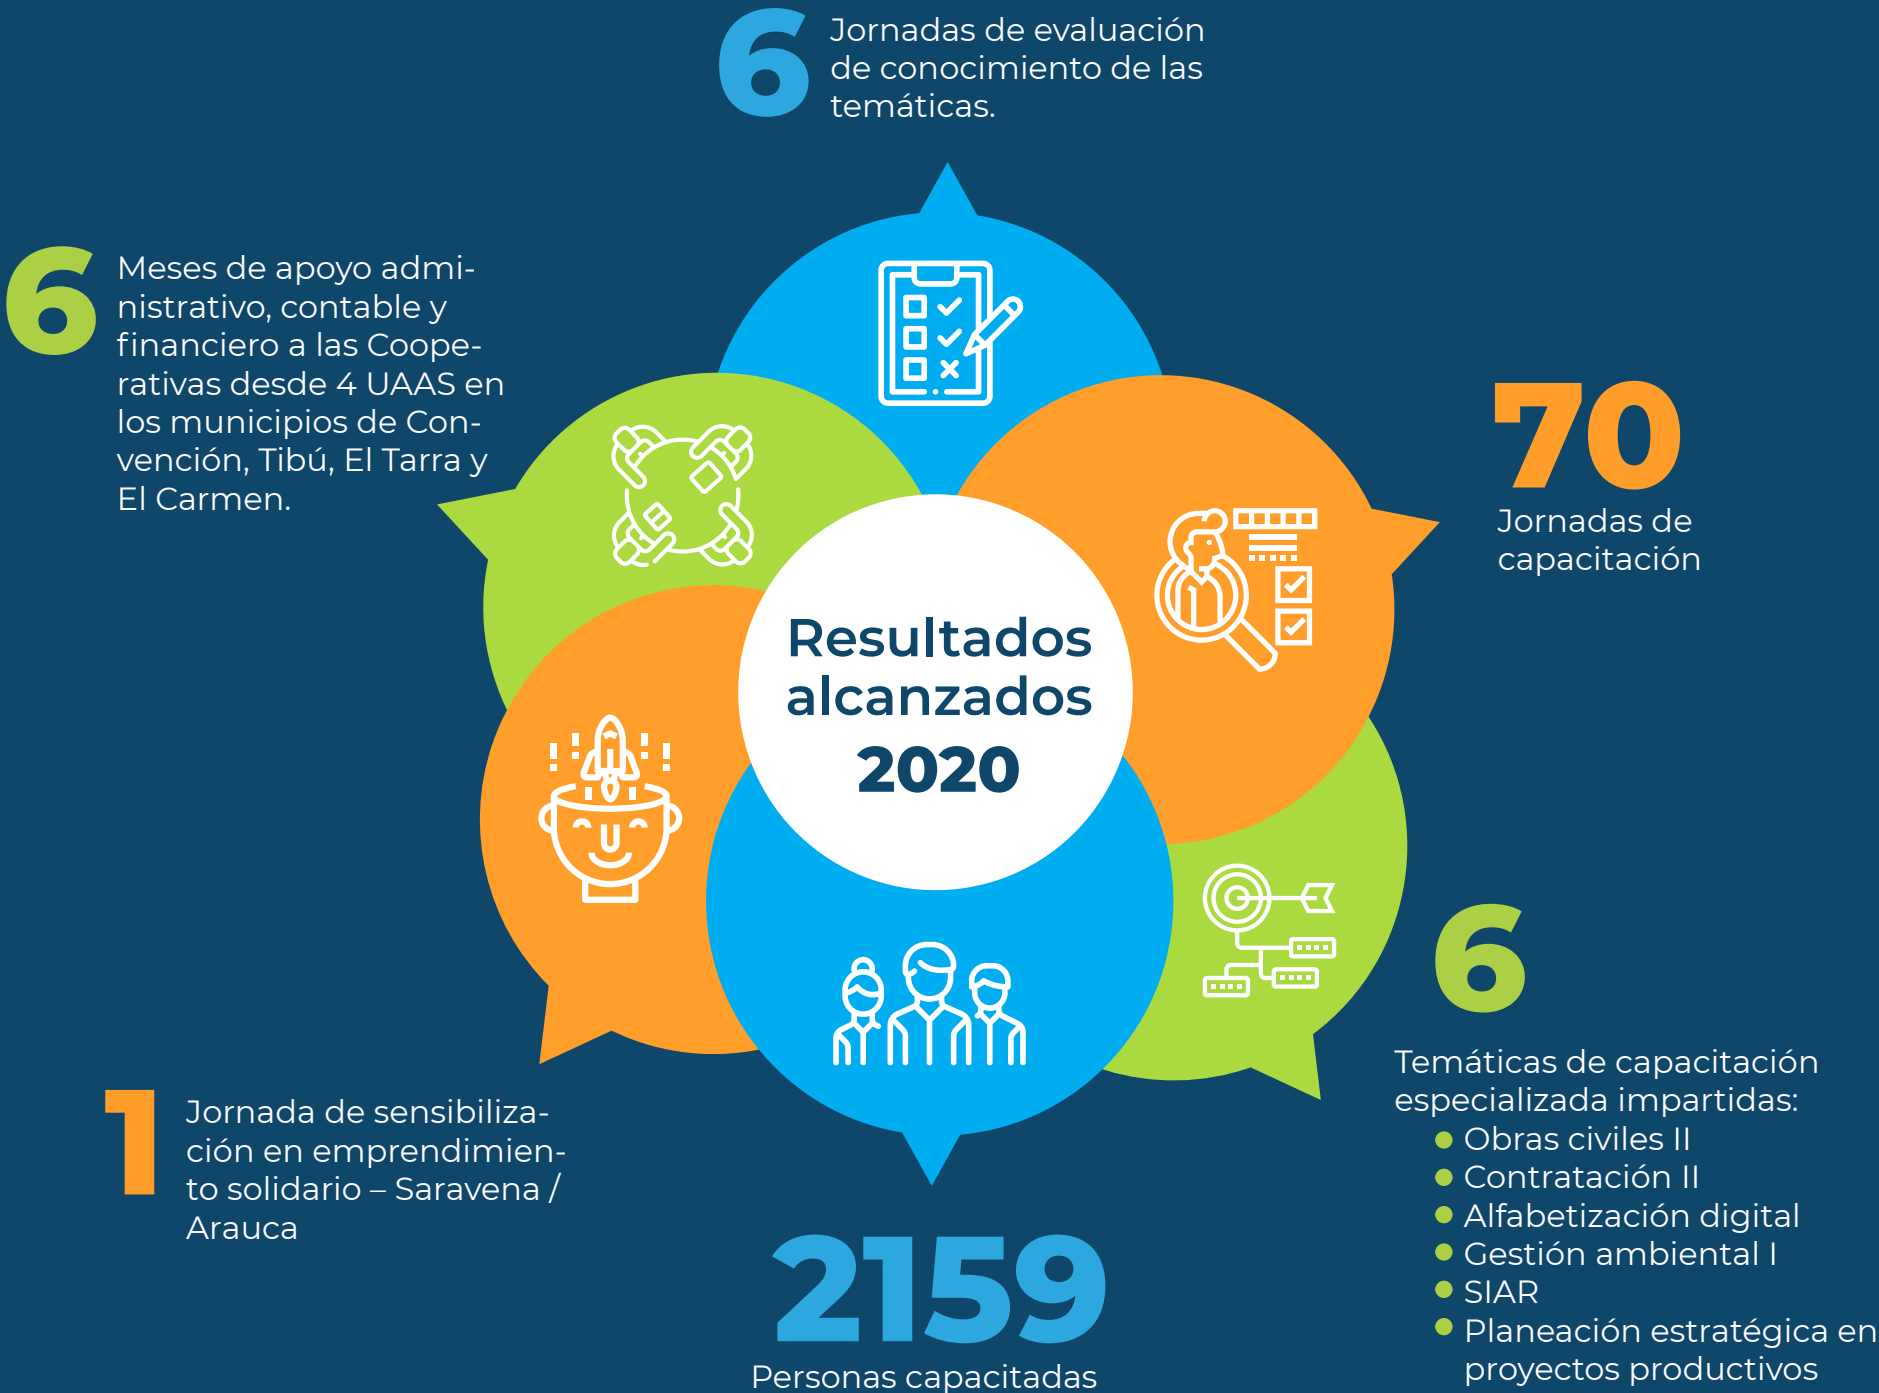 6
Jornadas de evaluación
de conocimiento de las
temáticas.
6
Meses de apoyo admi-
nistrativo, contable y
financiero a las Coope-
rativas desde 4 UAAS en
los municipios de Con-
vención, Tibú, El Tarra y
El Carmen.
70
Jornadas de
capacitación
Resultados
alcanzados
2020
6
Temáticas de capacitación
especializada impartidas:
Obras civiles II
Contratación II
Alfabetización digital
Gestión ambiental I
SIAR
Planeación estratégica en
proyectos productivos
1
Jornada de sensibiliza-
ción en emprendimien-
to solidario – Saravena /
Arauca
2159
Personas capacitadas